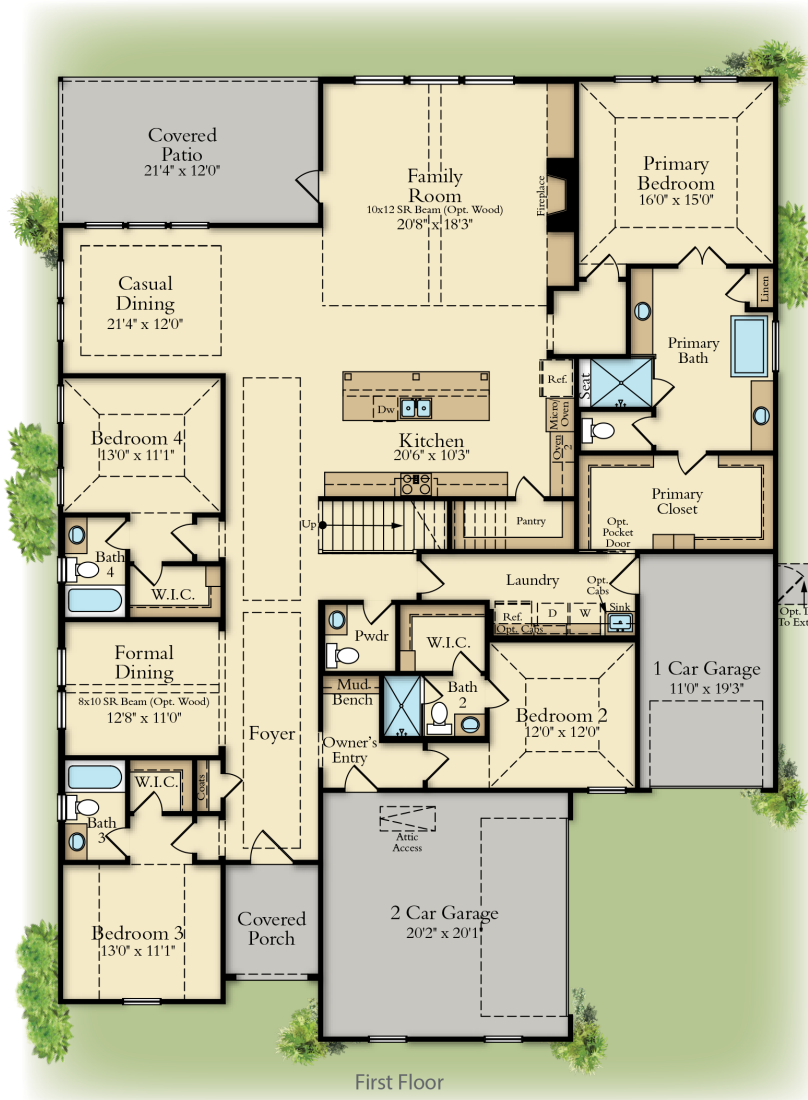 Covered
Patio
21'4" x 12'0"
Family
Room
10x12 SR Beam (Opt. Wood)
20'8" x 18'3"
Fireplace
Primary
Bedroom
16'0" x 15'0"
Casual
Dining
21'4" x 12'0"
Linen
Primary
Bath
Seat
Ref.
Micro
Oven
Oven
2
Dw
Kitchen
20'6" x 10'3"
Bedroom 4
13'0" x 11'1"
Primary
Closet
Opt.
Pocket
Door
Up
Pantry
Bath
4
W.I.C.
Laundry
Opt.
Cabs
Sink
Ref.
D
W
Opt. Cabs
Opt.
To Ext
Pwdr
W.I.C.
Formal
Dining
8x10 SR Beam (Opt. Wood)
12'8" x 11'0"
1 Car Garage
11'0" x 19'3"
Mud
Bench
Bath
2
Bedroom 2
12'0" x 12'0"
Foyer
Owner's
Entry
W.I.C.
Coats
Bath
3
Attic
Access
Bedroom 3
13'0" x 11'1"
Covered
Porch
2 Car Garage
20'2" x 20'1"
First Floor